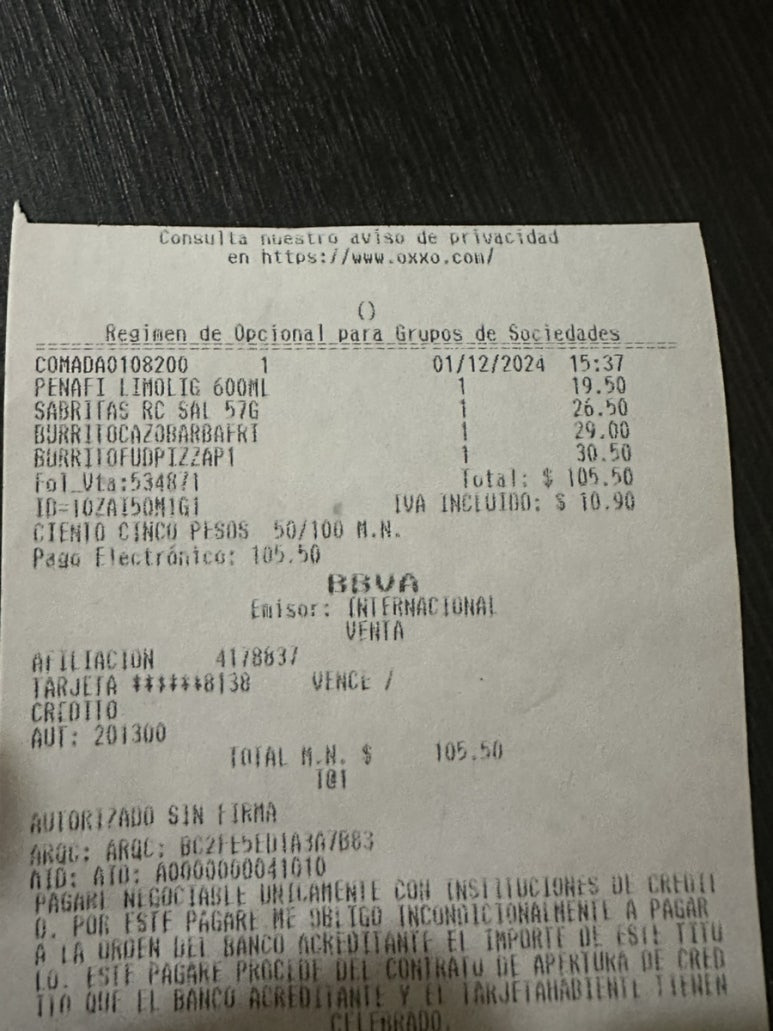 Consulta nuestro aviso de privacidad
en https://www.oxxo.com/
()
Regimen de Opcional para Grupos de Sociedades
COMADA0108200 1 01/12/2024 15:37
PENAFI LIMOLIG 600ML 1 19.50
SABRITAS RC SAL 57G 1 26.50
BURRITOCAZOBARBAFRI 1 29.00
BURRITOFUDPIZZAP1 1 30.50
Fol_Vta:534871 Total: $ 105.50
ID=10ZAI50M1G1 IVA INCLUIDO: $ 10.90
CIENTO CINCO PESOS 50/100 M.N.
Pago Electrónico: 105.50
BBVA
Emisor: INTERNACIONAL
VENTA
AFILIACION 4178837
TARJETA ******8138 VENCE /
CREDITO
AUT: 201300
TOTAL M.N. $ 105.50
T@1
AUTORIZADO SIN FIRMA
ARQC: ARQC: BC2FE5ED1A3A7B83
AID: AID: A0000000041010
PAGARE NEGOCIABLE UNICAMENTE CON INSTITUCIONES DE CREDIT
O. POR ESTE PAGARE ME OBLIGO INCONDICIONALMENTE A PAGAR
A LA ORDEN DEL BANCO ACREDITANTE EL IMPORTE DE ESTE TITU
LO. ESTE PAGARE PROCEDE DEL CONTRATO DE APERTURA DE CRED
ITO QUE EL BANCO ACREDITANTE Y EL TARJETAHABIENTE TIENEN
CELEBRADO.